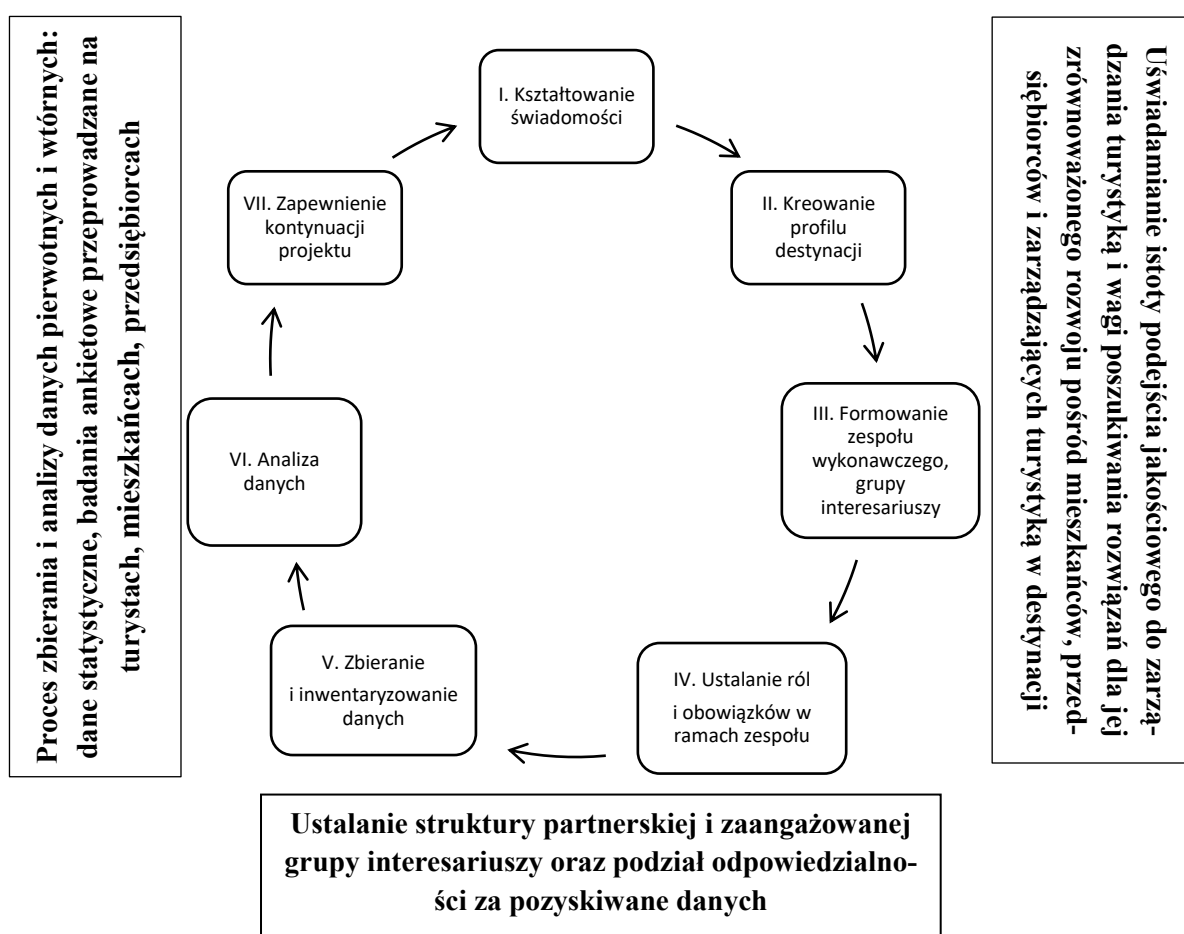 Proces zbierania i analizy danych pierwotnych i wtórnych:
dane statystyczne, badania ankietowe przeprowadzane na
turystach, mieszkańcach, przedsiębiorcach
I. Kształtowanie
świadomości
II. Kreowanie
profilu
destynacji
III. Formowanie
zespołu
wykonawczego,
grupy
interesariuszy
IV. Ustalanie ról
i obowiązków w
ramach zespołu
V. Zbieranie
i inwentaryzowanie
danych
VI. Analiza
danych
VII. Zapewnienie
kontynuacji
projektu
Uświadamianie istoty podejścia jakościowego do zarzą-
dzania turystyką i wagi poszukiwania rozwiązań dla jej
zrównoważonego rozwoju pośród mieszkańców, przed-
siębiorców i zarządzających turystyką w destynacji
Ustalanie struktury partnerskiej i zaangażowanej
grupy interesariuszy oraz podział odpowiedzialno-
ści za pozyskiwane dane